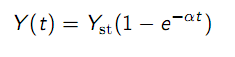 Y(t) = Y_st(1 − e^{−αt})